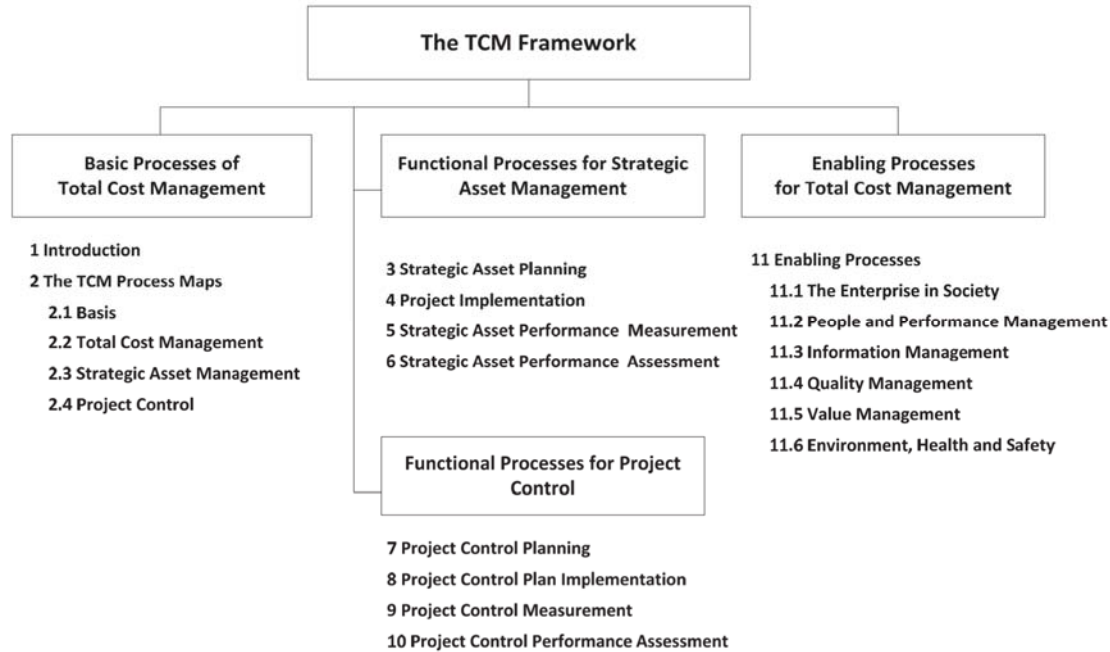 The TCM Framework
Basic Processes of
Total Cost Management
1 Introduction
2 The TCM Process Maps
2.1 Basis
2.2 Total Cost Management
2.3 Strategic Asset Management
2.4 Project Control
Functional Processes for Strategic
Asset Management
3 Strategic Asset Planning
4 Project Implementation
5 Strategic Asset Performance Measurement
6 Strategic Asset Performance Assessment
Functional Processes for Project
Control
7 Project Control Planning
8 Project Control Plan Implementation
9 Project Control Measurement
10 Project Control Performance Assessment
Enabling Processes
for Total Cost Management
11 Enabling Processes
11.1 The Enterprise in Society
11.2 People and Performance Management
11.3 Information Management
11.4 Quality Management
11.5 Value Management
11.6 Environment, Health and Safety